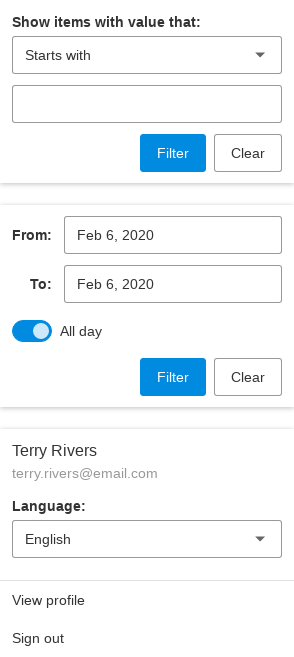 Show items with value that:
Starts with
Filter Clear
From: Feb 6, 2020
To: Feb 6, 2020
All day
Filter Clear
Terry Rivers
terry.rivers@email.com
Language:
English
View profile
Sign out